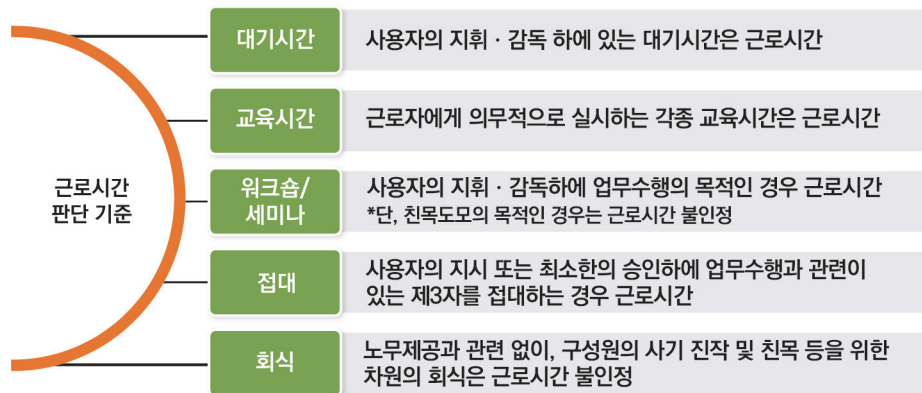 근로시간
판단 기준
대기시간
사용자의 지휘 · 감독 하에 있는 대기시간은 근로시간
교육시간
근로자에게 의무적으로 실시하는 각종 교육시간은 근로시간
워크숍/
세미나
사용자의 지휘 · 감독하에 업무수행의 목적인 경우 근로시간
*단, 친목도모의 목적인 경우는 근로시간 불인정
접대
사용자의 지시 또는 최소한의 승인하에 업무수행과 관련이
있는 제3자를 접대하는 경우 근로시간
회식
노무제공과 관련 없이, 구성원의 사기 진작 및 친목 등을 위한
차원의 회식은 근로시간 불인정